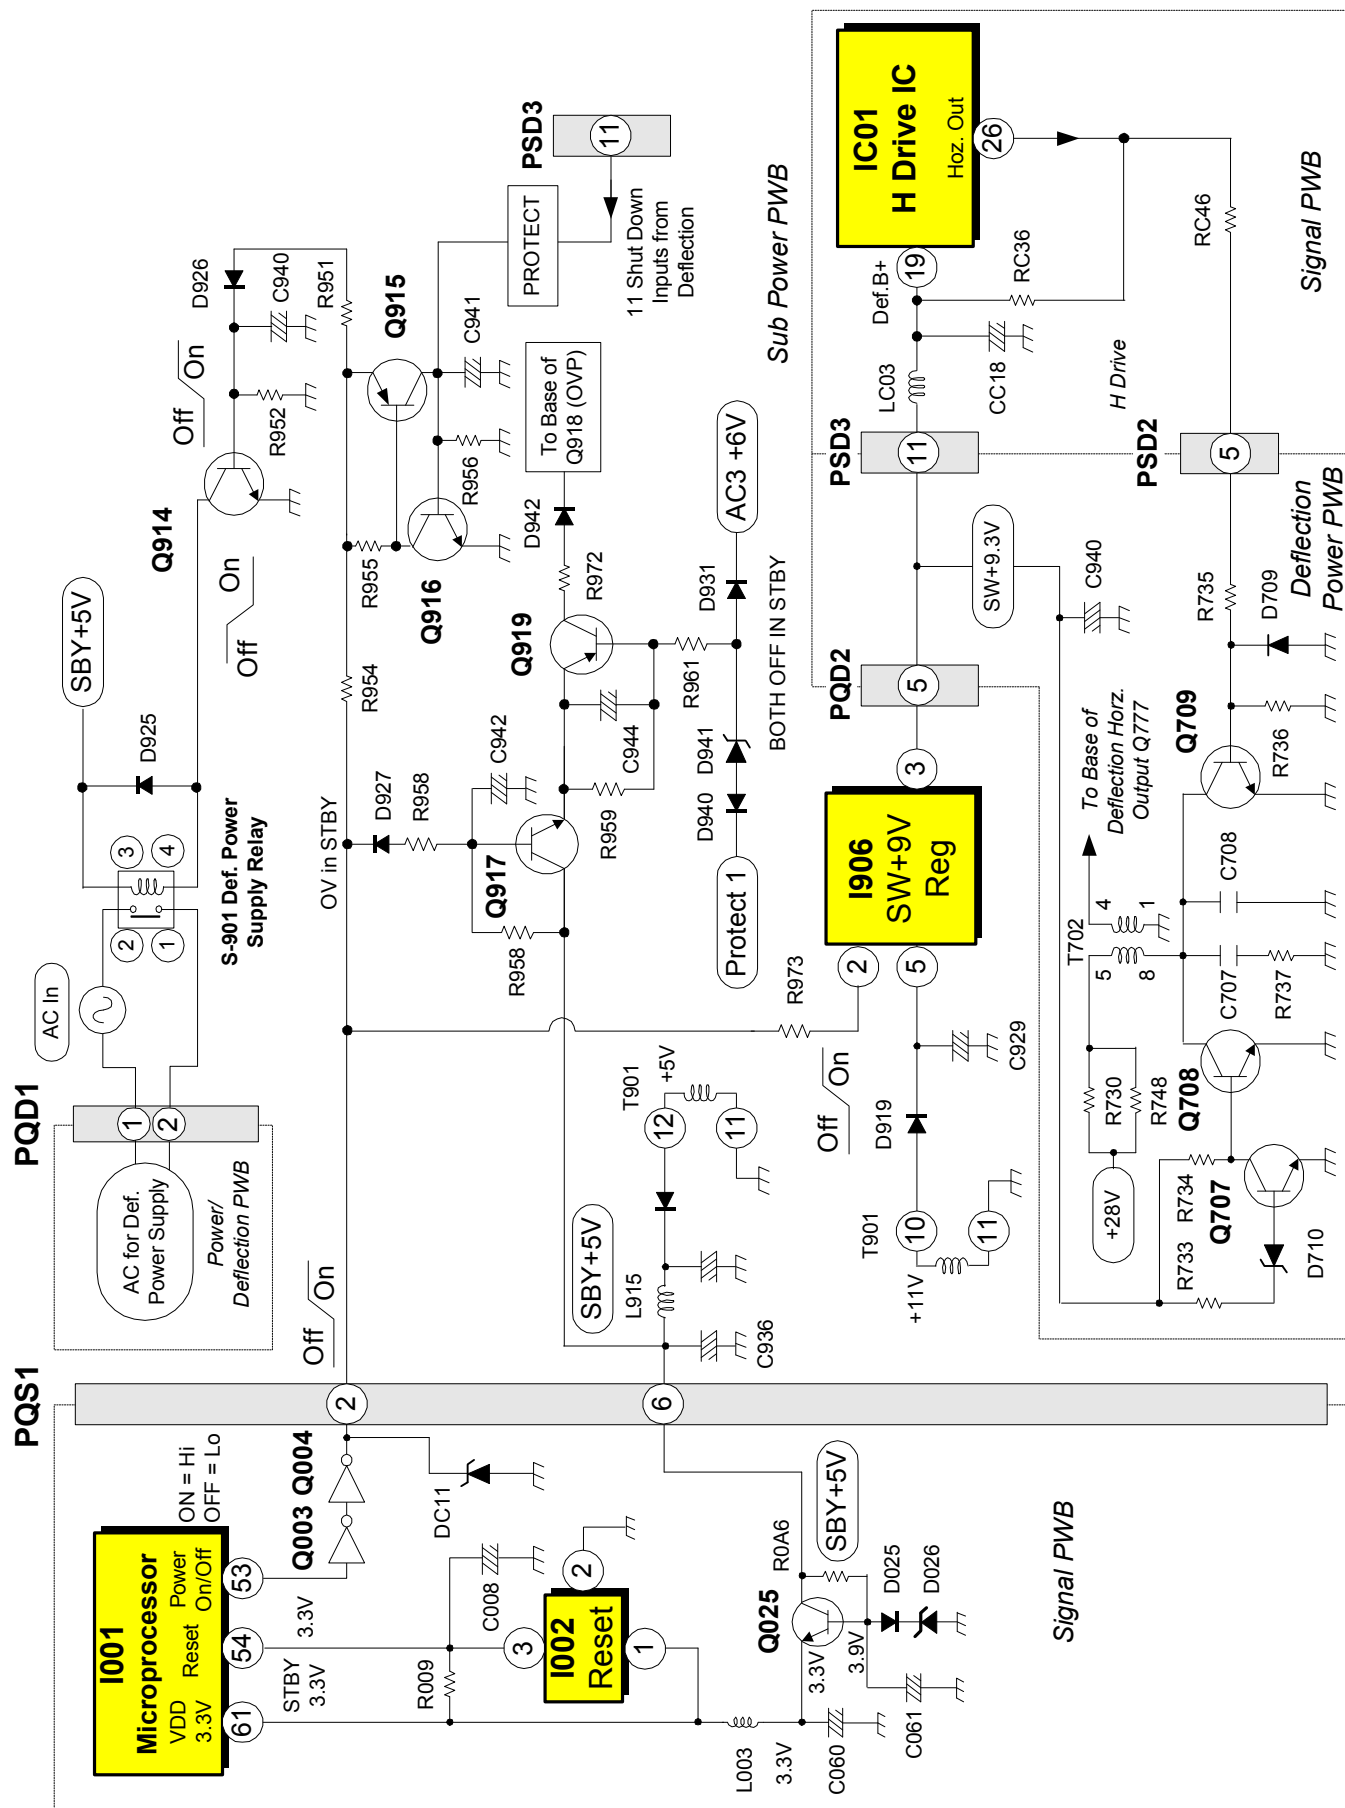 PQS1
I001
Microprocessor
VDD
3.3V
Reset
Power
On/Off
61
54
53
ON = Hi
OFF = Lo
STBY
3.3V
3.3V
Q003
Q004
2
DC11
R009
C008
3
I002
Reset
2
1
L003
3.3V
Q025
3.3V
3.9V
R0A6
SBY+5V
D025
D026
C060
C061
6
Signal PWB
PQD1
AC for Def.
Power Supply
1
2
Power/
Deflection PWB
AC In
2
3
1
4
S-901 Def. Power
Supply Relay
SBY+5V
D925
Q914
Off
On
Off
On
D926
C940
R952
R951
Off
On
OV in STBY
R954
R955
Q915
Q916
R956
C941
PROTECT
PSD3
11
11 Shut Down
Inputs from
Deflection
D927
R958
C942
Q917
R958
R959
C944
Q919
R972
D942
To Base of
Q918 (OVP)
R961
D940
D941
D931
Protect 1
AC3 +6V
BOTH OFF IN STBY
SBY+5V
L915
C936
T901
12
+5V
11
R973
Off
On
2
5
I906
SW+9V
Reg
3
D919
C929
T901
10
11
+11V
PQD2
5
Sub Power PWB
PSD3
11
SW+9.3V
C940
LC03
CC18
Def.B+
19
IC01
H Drive IC
Hoz. Out
26
RC36
H Drive
RC46
PSD2
5
Signal PWB
Deflection
Power PWB
R735
D709
Q709
R736
To Base of
Deflection Horz.
Output Q777
T702
5
4
8
1
C708
C707
R737
R730
R748
+28V
Q708
R734
R733
Q707
D710